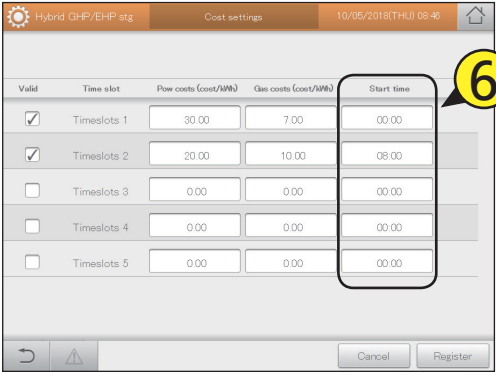 Hybrid GHP/EHP stg Cost settings 10/05/2018(THU) 08:46
6
Valid Time slot Pow costs (cost/kWh) Gas costs (cost/kWh) Start time
Timeslots 1 30.00 7.00 00:00
Timeslots 2 20.00 10.00 08:00
Timeslots 3 0.00 0.00 00:00
Timeslots 4 0.00 0.00 00:00
Timeslots 5 0.00 0.00 00:00
Cancel Register